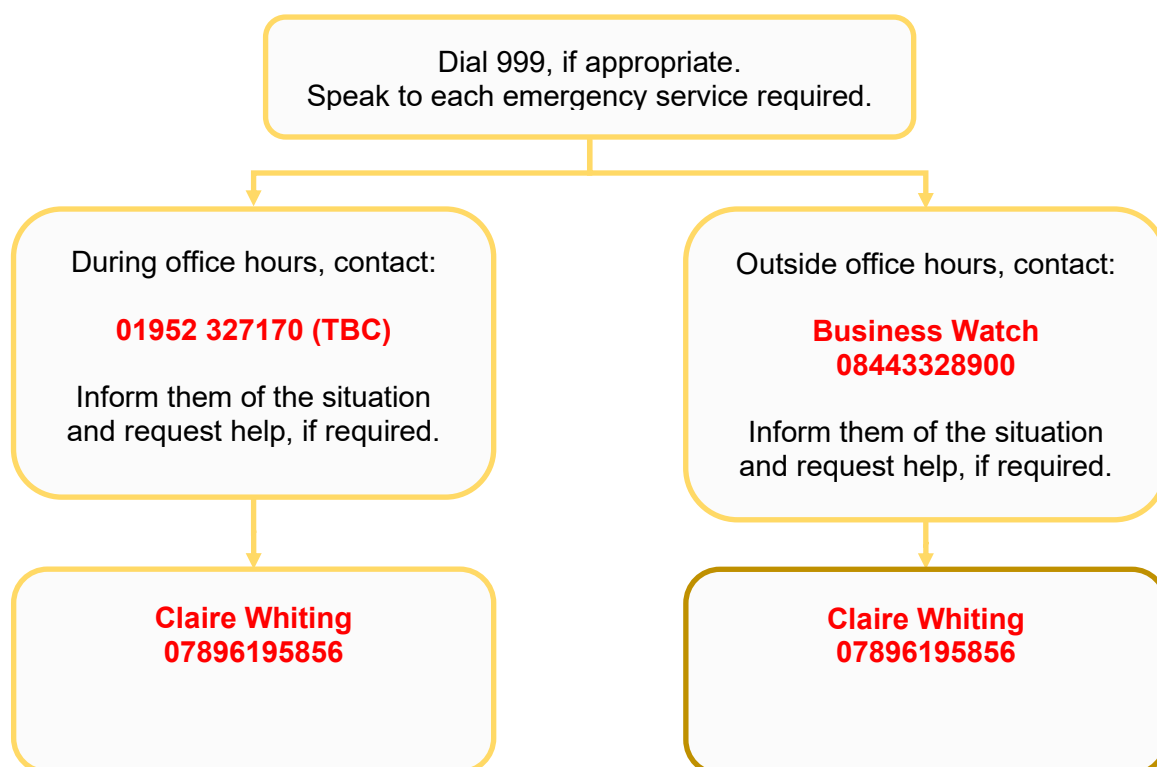 Dial 999, if appropriate.
Speak to each emergency service required.
During office hours, contact:
01952 327170 (TBC)
Inform them of the situation
and request help, if required.
Outside office hours, contact:
Business Watch
08443328900
Inform them of the situation
and request help, if required.
Claire Whiting
07896195856
Claire Whiting
07896195856